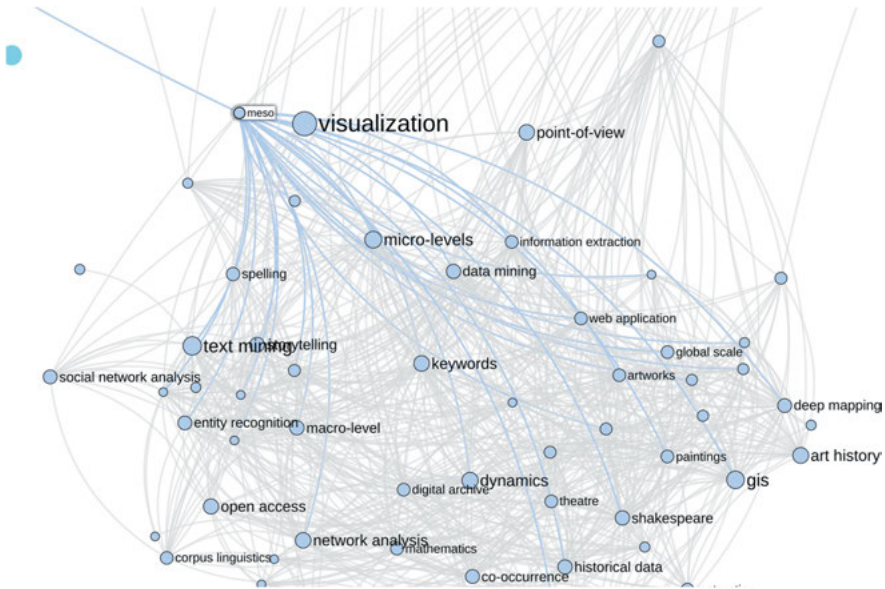 meso
visualization
point-of-view
micro-levels
information extraction
spelling
data mining
web application
text mining
storytelling
global scale
keywords
social network analysis
artworks
deep mapping
entity recognition
macro-level
paintings
art history
dynamics
gis
digital archive
theatre
open access
shakespeare
network analysis
mathematics
corpus linguistics
historical data
co-occurrence